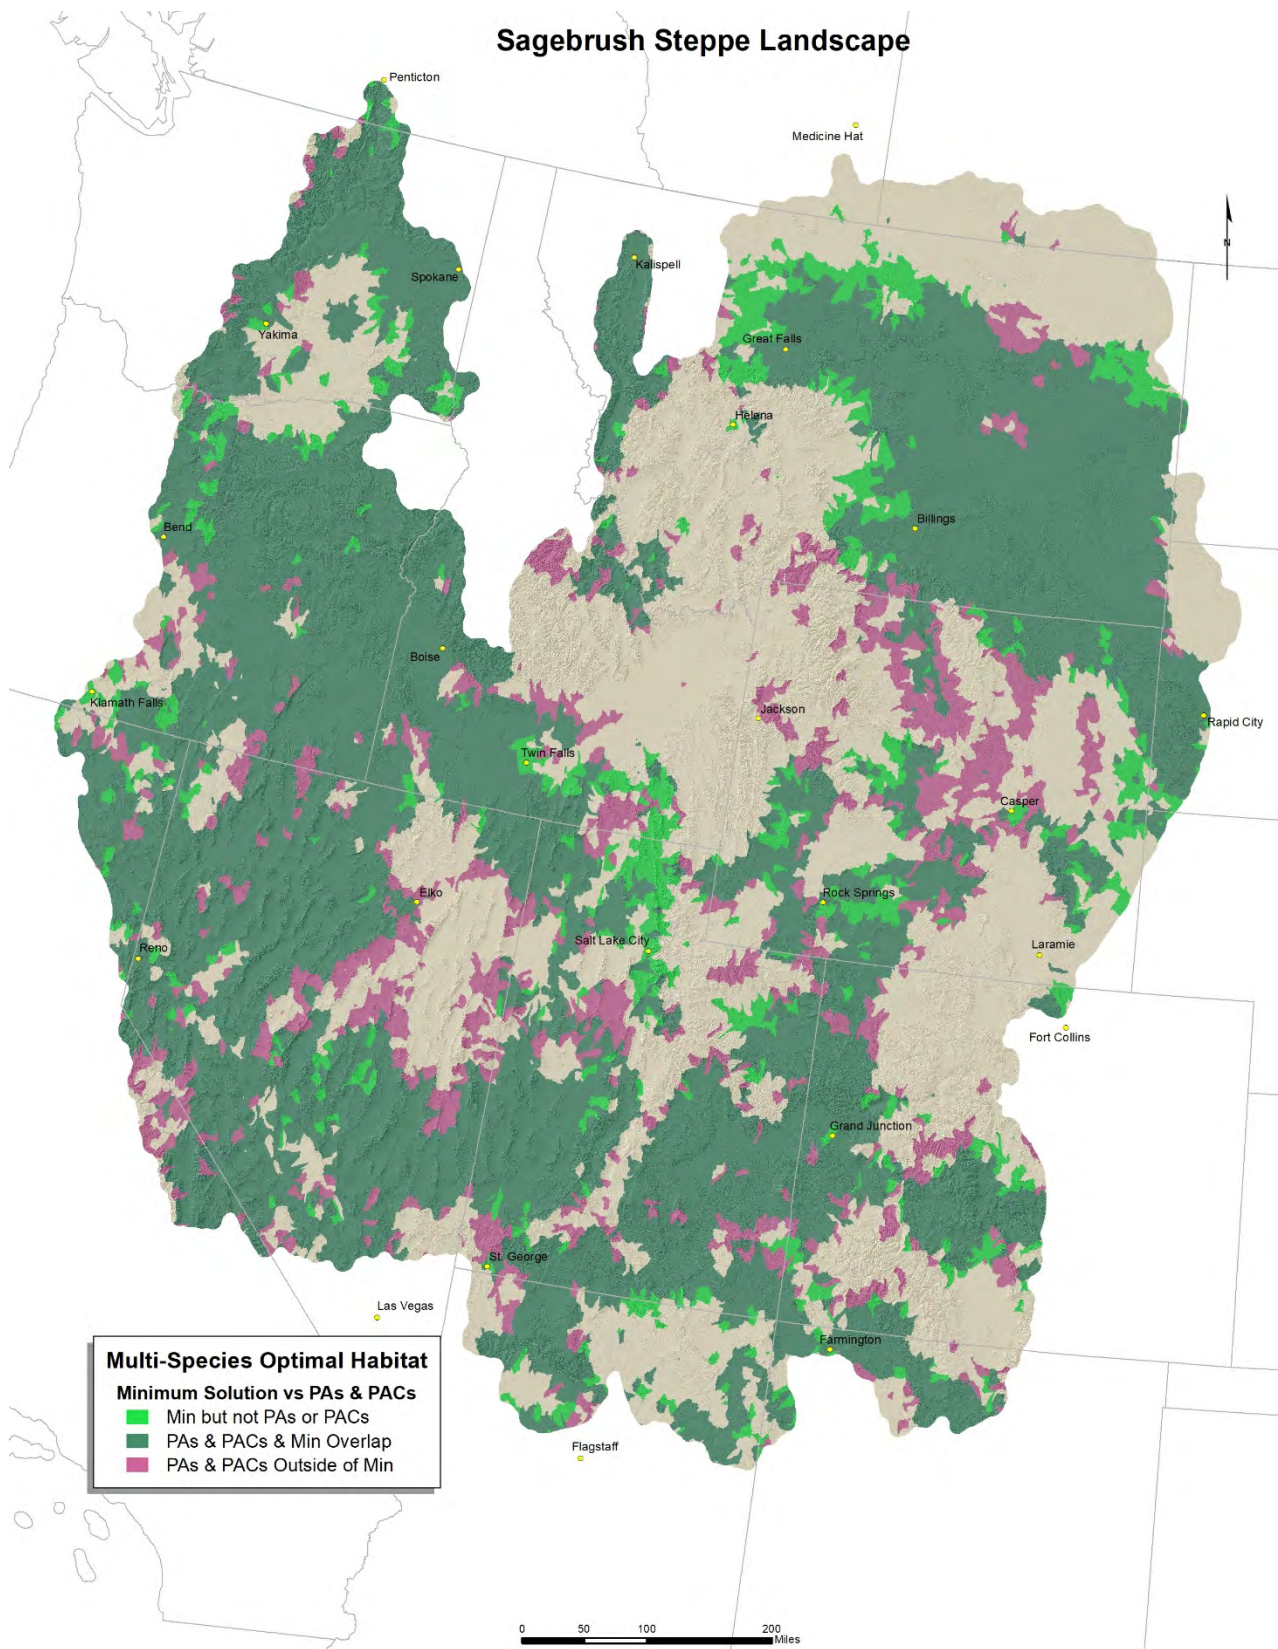 Sagebrush Steppe Landscape
Penticton
Medicine Hat
N
Kalispell
Spokane
Yakima
Great Falls
Helena
Billings
Bend
Boise
Klamath Falls
Jackson
Rapid City
Twin Falls
Casper
Elko
Rock Springs
Reno
Salt Lake City
Laramie
Fort Collins
Grand Junction
St. George
Las Vegas
Farmington
Flagstaff
Multi-Species Optimal Habitat
Minimum Solution vs PAs & PACs
Min but not PAs or PACs
PAs & PACs & Min Overlap
PAs & PACs Outside of Min
0 50 100 200
Miles